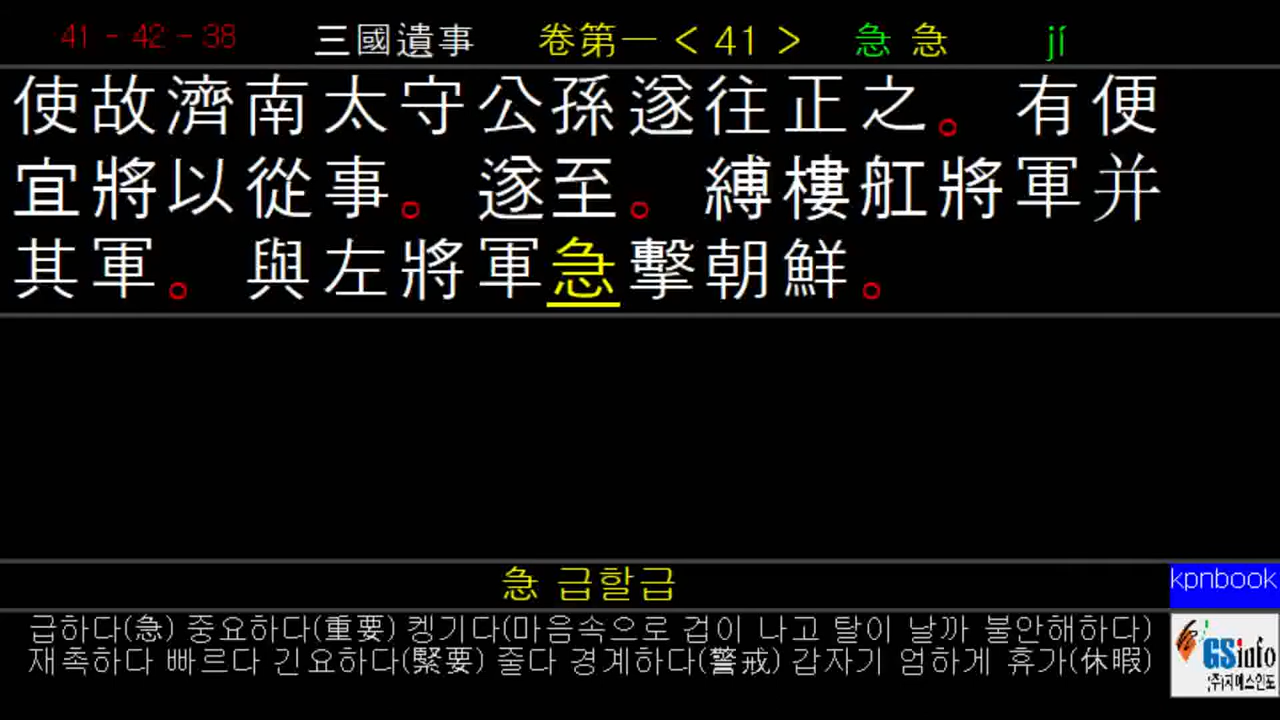 41 - 42 - 38 三國遺事 卷第一 < 41 > 急 急 jí
使故濟南太守公孫遂往正之。有便
宜將以從事。遂至。縛樓舡將軍并
其軍。與左將軍急擊朝鮮。
急 급할급
kpnbook
급하다(急) 중요하다(重要) 켕기다(마음속으로 겁이 나고 탈이 날까 불안해하다)
재촉하다 빠르다 긴요하다(緊要) 줄다 경계하다(警戒) 갑자기 엄하게 휴가(休暇)
GSinfo
(주)지에스인포